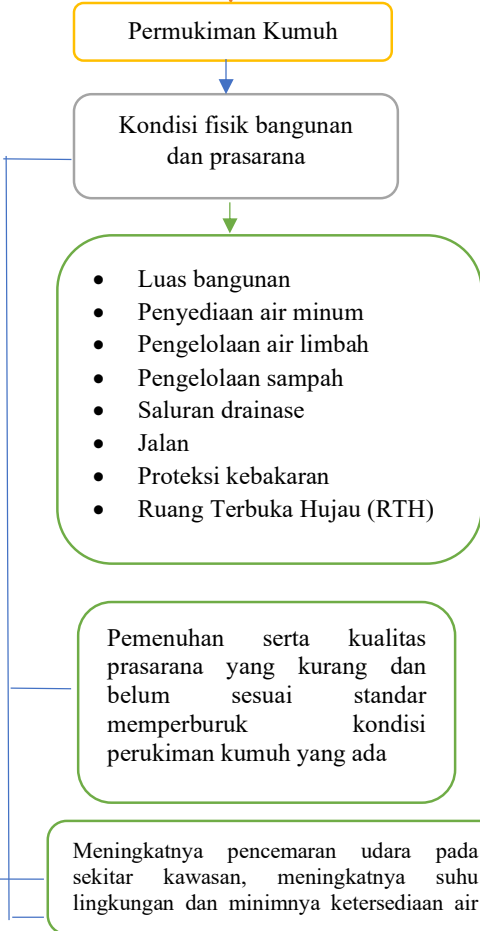 Permukiman Kumuh
Kondisi fisik bangunan
dan prasarana
• Luas bangunan
• Penyediaan air minum
• Pengelolaan air limbah
• Pengelolaan sampah
• Saluran drainase
• Jalan
• Proteksi kebakaran
• Ruang Terbuka Hujau (RTH)
Pemenuhan serta kualitas
prasarana yang kurang dan
belum sesuai standar
memperburuk kondisi
perukiman kumuh yang ada
Meningkatnya pencemaran udara pada
sekitar kawasan, meningkatnya suhu
lingkungan dan minimnya ketersediaan air